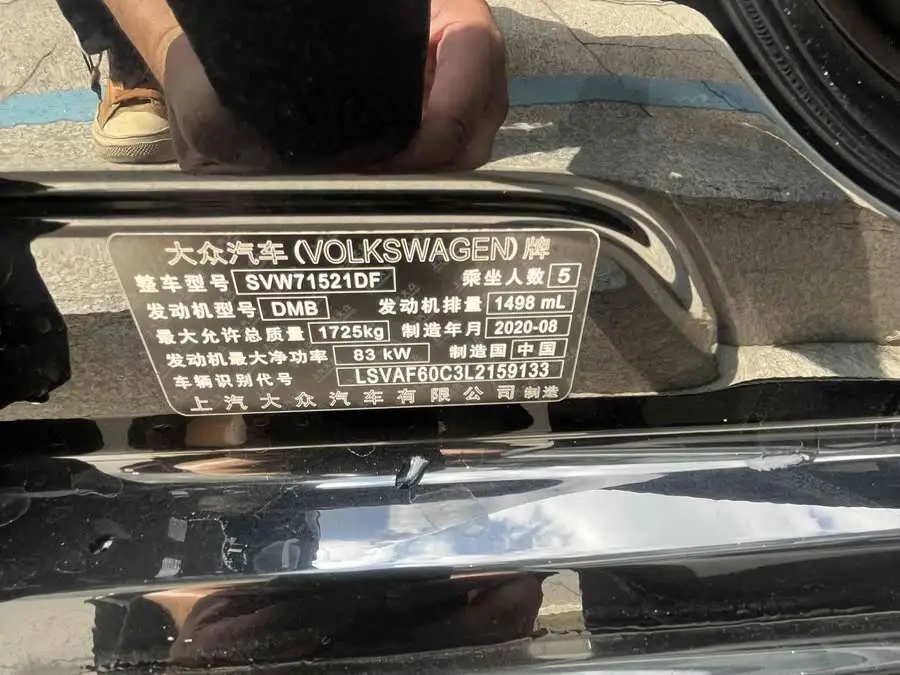 大众汽车(VOLKSWAGEN)牌
整车型号 SVW71521DF 乘坐人数 5
发动机型号 DMB 发动机排量 1498 mL
最大允许总质量 1725kg 制造年月 2020-08
发动机最大净功率 83 kW 制造国 中国
车辆识别代号 LSVAF60C3L2159133
上汽大众汽车有限公司 制造